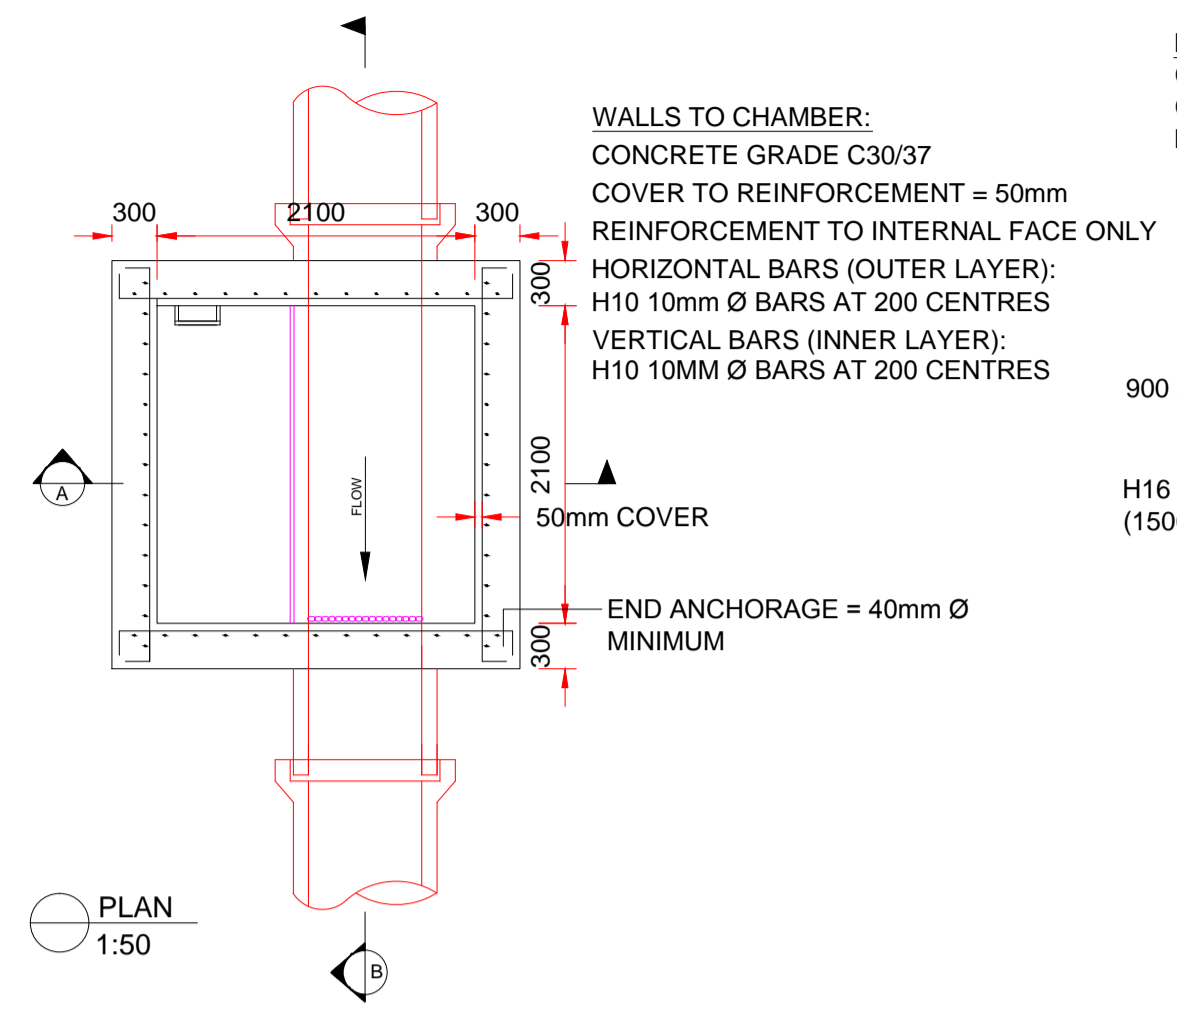 WALLS TO CHAMBER:
CONCRETE GRADE C30/37
COVER TO REINFORCEMENT = 50mm
REINFORCEMENT TO INTERNAL FACE ONLY
HORIZONTAL BARS (OUTER LAYER):
H10 10mm Ø BARS AT 200 CENTRES
VERTICAL BARS (INNER LAYER):
H10 10MM Ø BARS AT 200 CENTRES
300
2100
300
300
2100
300
900
H16
(150
A
FLOW
50mm COVER
END ANCHORAGE = 40mm Ø
MINIMUM
PLAN
1:50
B